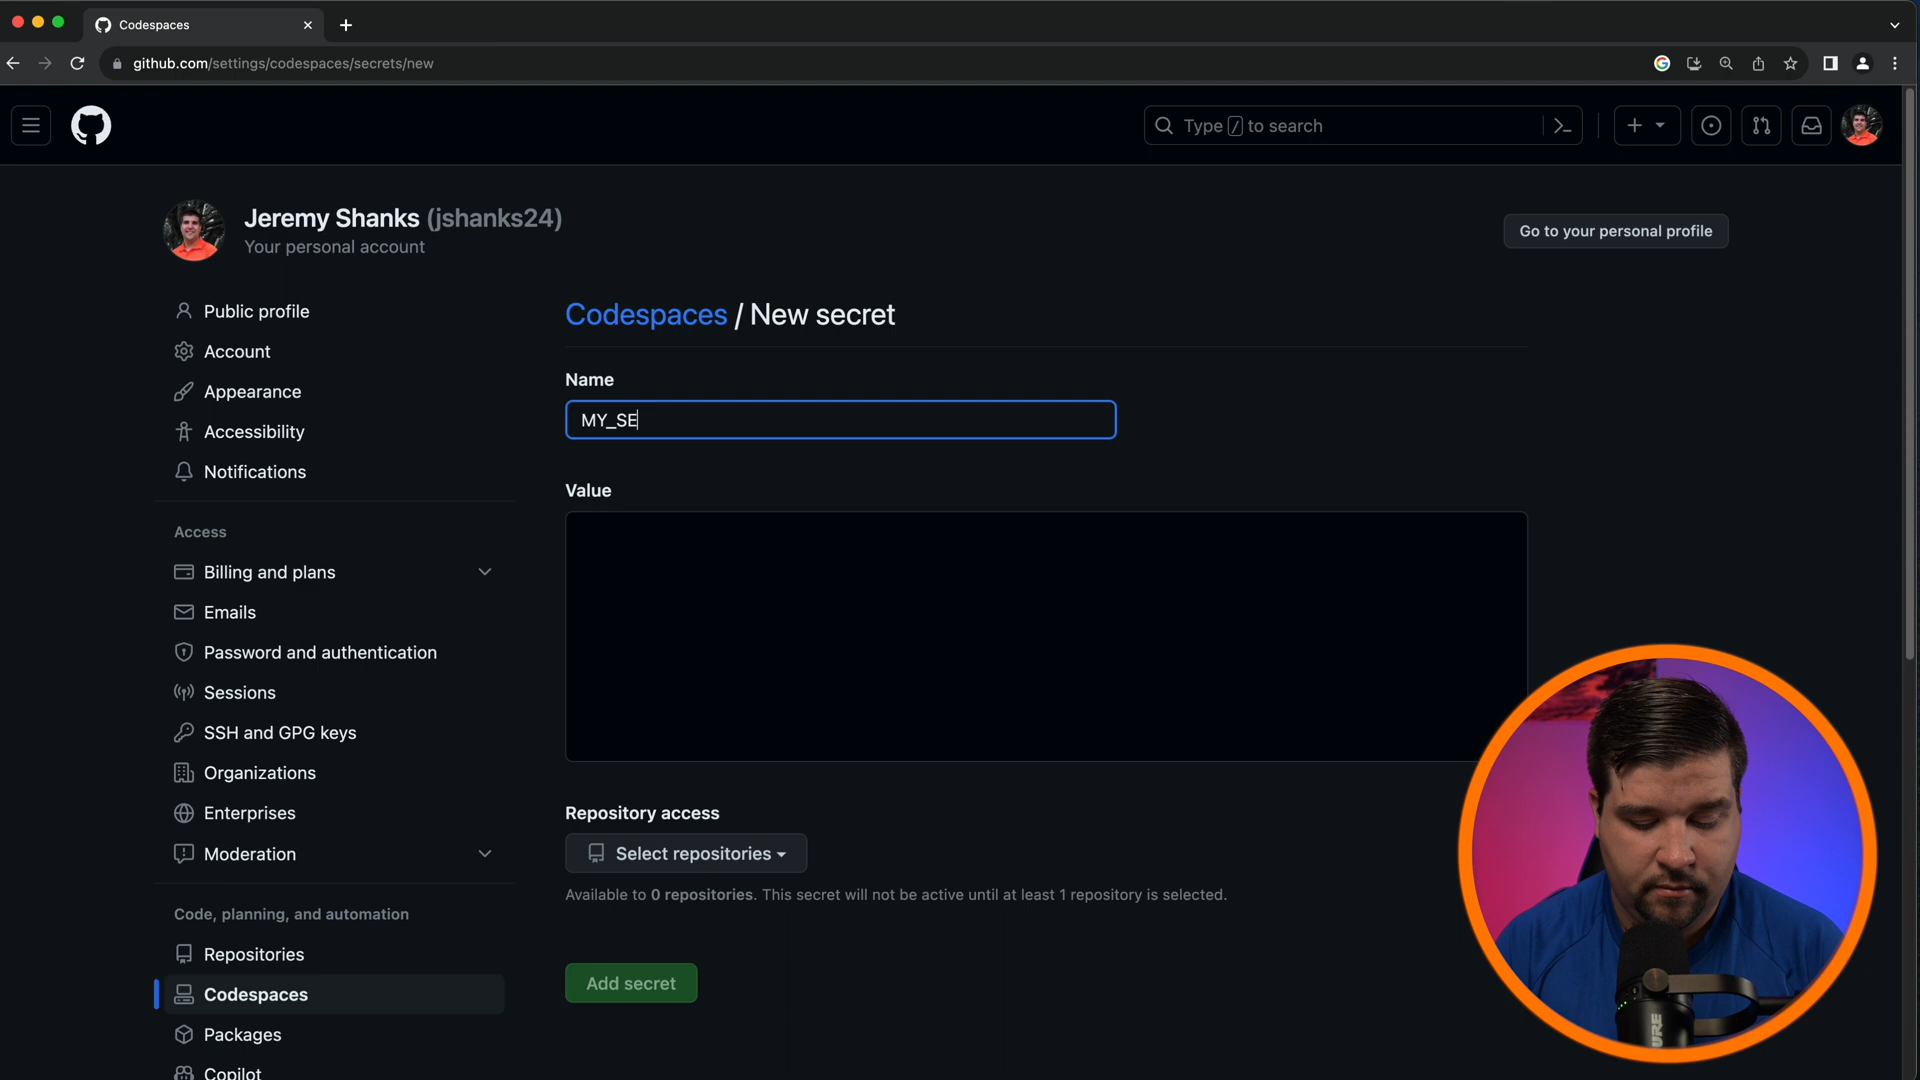 Codespaces
github.com/settings/codespaces/secrets/new
Type / to search
Jeremy Shanks (jshanks24)
Your personal account
Go to your personal profile
Public profile
Account
Appearance
Accessibility
Notifications
Access
Billing and plans
Emails
Password and authentication
Sessions
SSH and GPG keys
Organizations
Enterprises
Moderation
Code, planning, and automation
Repositories
Codespaces
Packages
Copilot
Codespaces / New secret
Name
MY_SE
Value
Repository access
Select repositories
Available to 0 repositories. This secret will not be active until at least 1 repository is selected.
Add secret